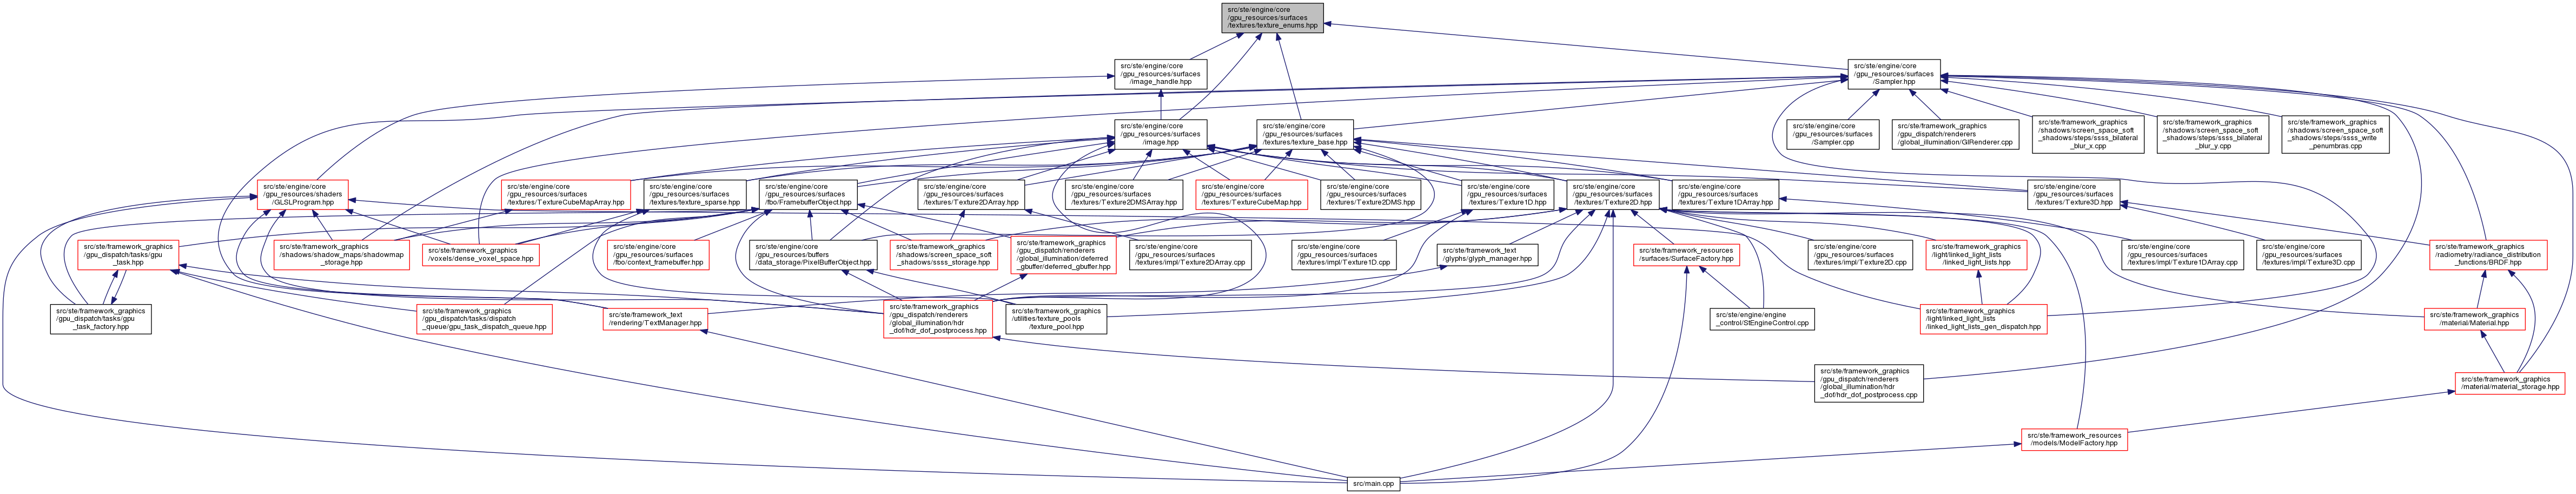 src/ste/engine/core
/gpu_resources/surfaces
/textures/texture_enums.hpp
src/ste/engine/core
/gpu_resources/surfaces
/image_handle.hpp
src/ste/engine/core
/gpu_resources/surfaces
/Sampler.hpp
src/ste/engine/core
/gpu_resources/surfaces
/image.hpp
src/ste/engine/core
/gpu_resources/surfaces
/textures/texture_base.hpp
src/ste/engine/core
/gpu_resources/surfaces
/Sampler.cpp
src/ste/framework_graphics
/gpu_dispatch/renderers
/global_illumination/GIRenderer.cpp
src/ste/framework_graphics
/shadows/screen_space_soft
_shadows/steps/ssss_bilateral
_blur_x.cpp
src/ste/framework_graphics
/shadows/screen_space_soft
_shadows/steps/ssss_bilateral
_blur_y.cpp
src/ste/framework_graphics
/shadows/screen_space_soft
_shadows/steps/ssss_write
_penumbras.cpp
src/ste/engine/core
/gpu_resources/shaders
/GLSLProgram.hpp
src/ste/engine/core
/gpu_resources/surfaces
/textures/TextureCubeMapArray.hpp
src/ste/engine/core
/gpu_resources/surfaces
/textures/texture_sparse.hpp
src/ste/engine/core
/gpu_resources/surfaces
/fbo/FramebufferObject.hpp
src/ste/engine/core
/gpu_resources/surfaces
/textures/Texture2DArray.hpp
src/ste/engine/core
/gpu_resources/surfaces
/textures/Texture2DMSArray.hpp
src/ste/engine/core
/gpu_resources/surfaces
/textures/TextureCubeMap.hpp
src/ste/engine/core
/gpu_resources/surfaces
/textures/Texture2DMS.hpp
src/ste/engine/core
/gpu_resources/surfaces
/textures/Texture1D.hpp
src/ste/engine/core
/gpu_resources/surfaces
/textures/Texture2D.hpp
src/ste/engine/core
/gpu_resources/surfaces
/textures/Texture1DArray.hpp
src/ste/engine/core
/gpu_resources/surfaces
/textures/Texture3D.hpp
src/ste/framework_graphics
/gpu_dispatch/tasks/gpu
_task.hpp
src/ste/framework_graphics
/shadows/shadow_maps/shadowmap
_storage.hpp
src/ste/framework_graphics
/voxels/dense_voxel_space.hpp
src/ste/engine/core
/gpu_resources/surfaces
/fbo/context_framebuffer.hpp
src/ste/engine/core
/gpu_resources/buffers
/data_storage/PixelBufferObject.hpp
src/ste/framework_graphics
/shadows/screen_space_soft
_shadows/ssss_storage.hpp
src/ste/framework_graphics
/gpu_dispatch/renderers
/global_illumination/deferred
_gbuffer/deferred_gbuffer.hpp
src/ste/engine/core
/gpu_resources/surfaces
/textures/impl/Texture2DArray.cpp
src/ste/engine/core
/gpu_resources/surfaces
/textures/impl/Texture1D.cpp
src/ste/framework_text
/glyphs/glyph_manager.hpp
src/ste/framework_resources
/surfaces/SurfaceFactory.hpp
src/ste/engine/core
/gpu_resources/surfaces
/textures/impl/Texture2D.cpp
src/ste/framework_graphics
/light/linked_light_lists
/linked_light_lists.hpp
src/ste/engine/core
/gpu_resources/surfaces
/textures/impl/Texture1DArray.cpp
src/ste/engine/core
/gpu_resources/surfaces
/textures/impl/Texture3D.cpp
src/ste/framework_graphics
/radiometry/radiance_distribution
_functions/BRDF.hpp
src/ste/framework_graphics
/gpu_dispatch/tasks/gpu
_task_factory.hpp
src/ste/framework_graphics
/gpu_dispatch/tasks/dispatch
_queue/gpu_task_dispatch_queue.hpp
src/ste/framework_text
/rendering/TextManager.hpp
src/ste/framework_graphics
/gpu_dispatch/renderers
/global_illumination/hdr
_dof/hdr_dof_postprocess.hpp
src/ste/framework_graphics
/utilities/texture_pools
/texture_pool.hpp
src/ste/engine/engine
_control/StEngineControl.cpp
src/ste/framework_graphics
/light/linked_light_lists
/linked_light_lists_gen_dispatch.hpp
src/ste/framework_graphics
/material/Material.hpp
src/ste/framework_graphics
/gpu_dispatch/renderers
/global_illumination/hdr
_dof/hdr_dof_postprocess.cpp
src/ste/framework_graphics
/material/material_storage.hpp
src/ste/framework_resources
/models/ModelFactory.hpp
src/main.cpp